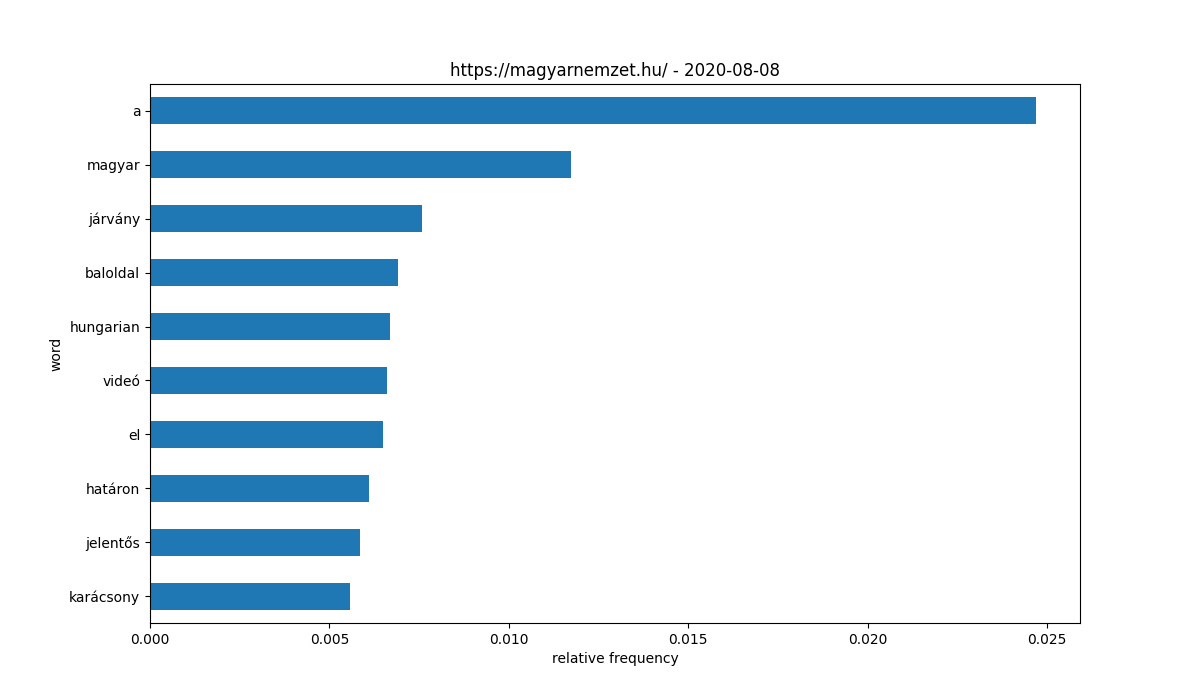 https://magyarnemzet.hu/ - 2020-08-08
a
magyar
járvány
baloldal
hungarian
videó
el
határon
jelentős
karácsony
word
0.000 0.005 0.010 0.015 0.020 0.025
relative frequency